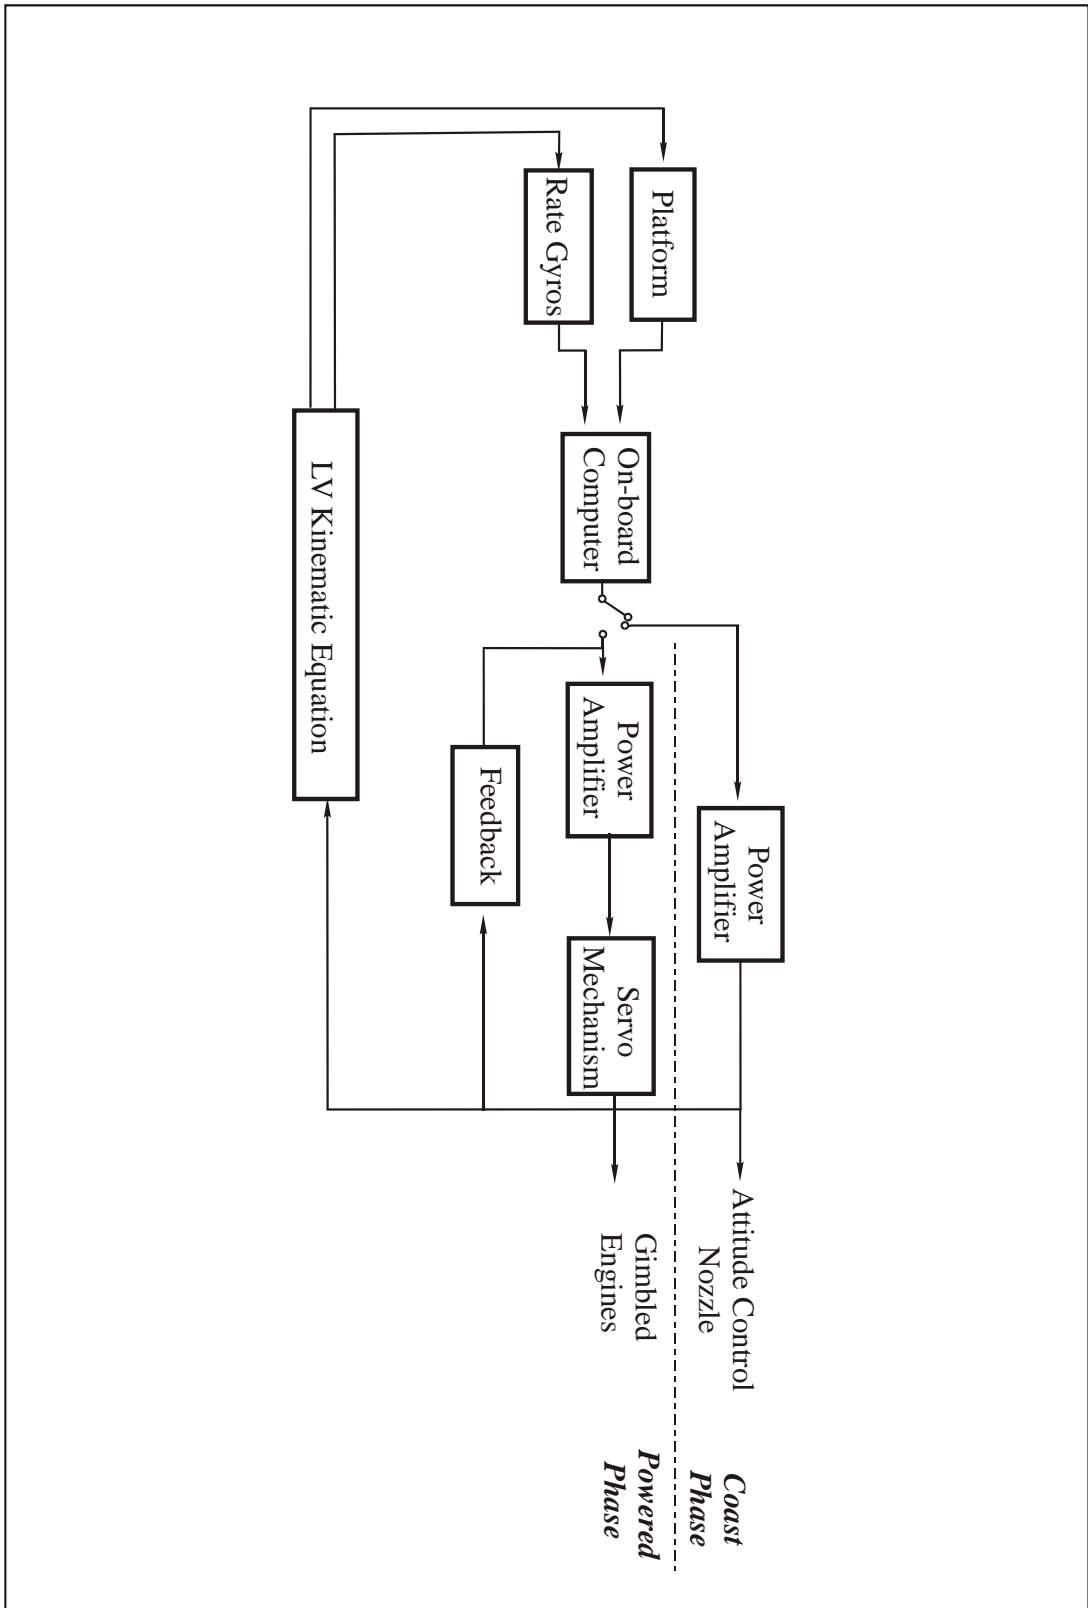 Platform
Rate Gyros
On-board
Computer
Power
Amplifier
Power
Amplifier
Servo
Mechanism
Feedback
LV Kinematic Equation
Attitude Control
Nozzle
Gimbled
Engines
Coast
Phase
Powered
Phase